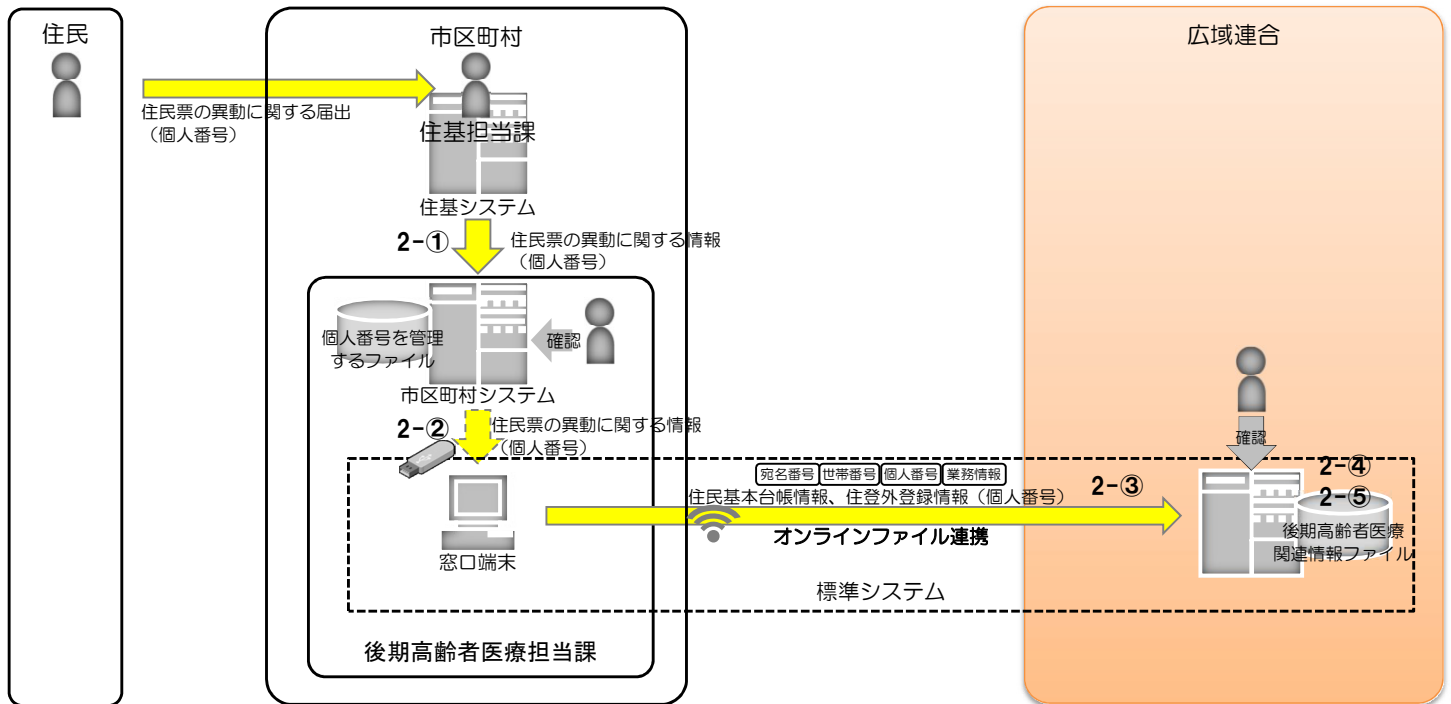 住民
市区町村
広域連合
住民票の異動に関する届出
（個人番号）
住基担当課
住基システム
2-①
住民票の異動に関する情報
（個人番号）
個人番号を管理
するファイル
確認
市区町村システム
2-②
住民票の異動に関する情報
（個人番号）
確認
宛名番号 世帯番号 個人番号 業務情報
住民基本台帳情報、住登外登録情報（個人番号）
2-③
2-④
2-⑤
オンラインファイル連携
後期高齢者医療
関連情報ファイル
窓口端末
標準システム
後期高齢者医療担当課